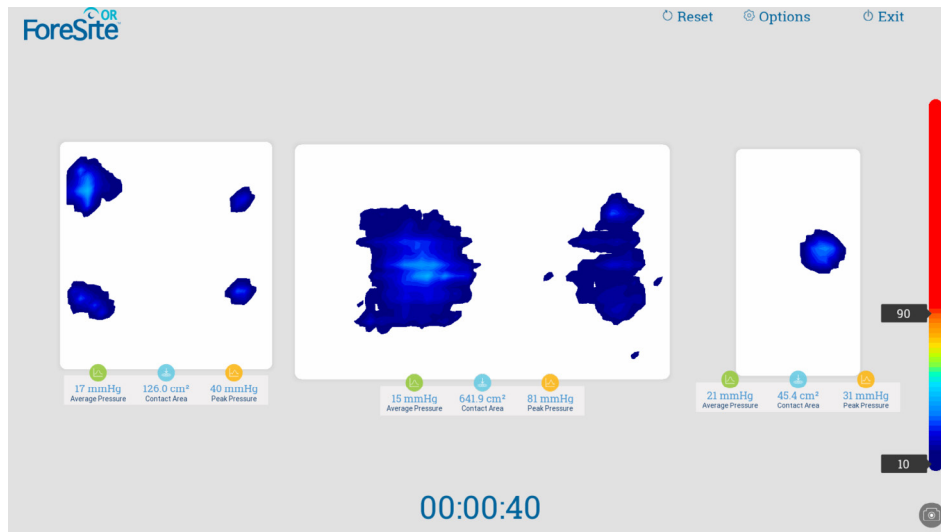 ForeSite OR
Reset
Options
Exit
90
10
17 mmHg
Average Pressure
126.0 cm²
Contact Area
40 mmHg
Peak Pressure
15 mmHg
Average Pressure
641.9 cm²
Contact Area
81 mmHg
Peak Pressure
21 mmHg
Average Pressure
45.4 cm²
Contact Area
31 mmHg
Peak Pressure
00:00:40